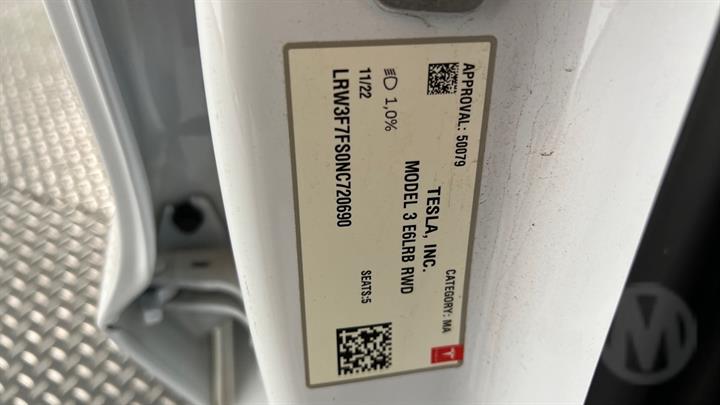 APPROVAL: 50079
CATEGORY: MA
TESLA, INC.
MODEL 3 E6LRB RWD
1,0%
11/22
SEATS:5
LRW3F7FS0NC720690
M